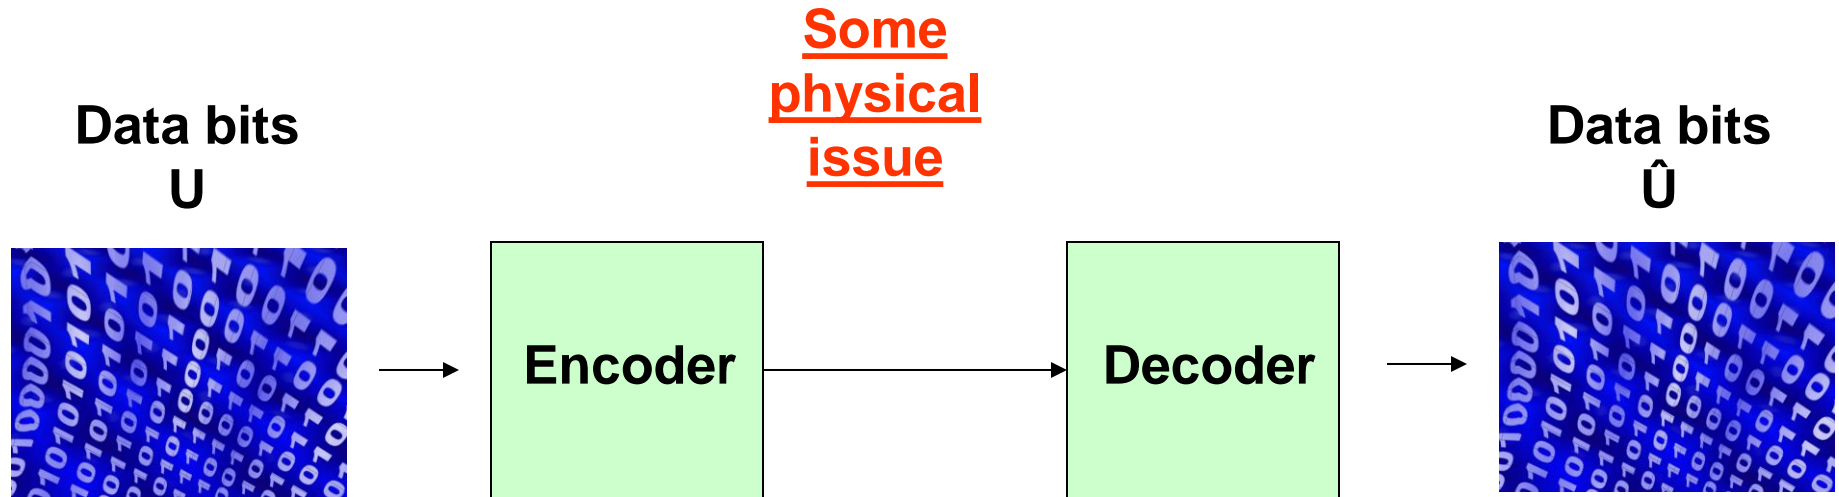 Some
physical
issue
Data bits
U
Data bits
Û
Encoder
Decoder